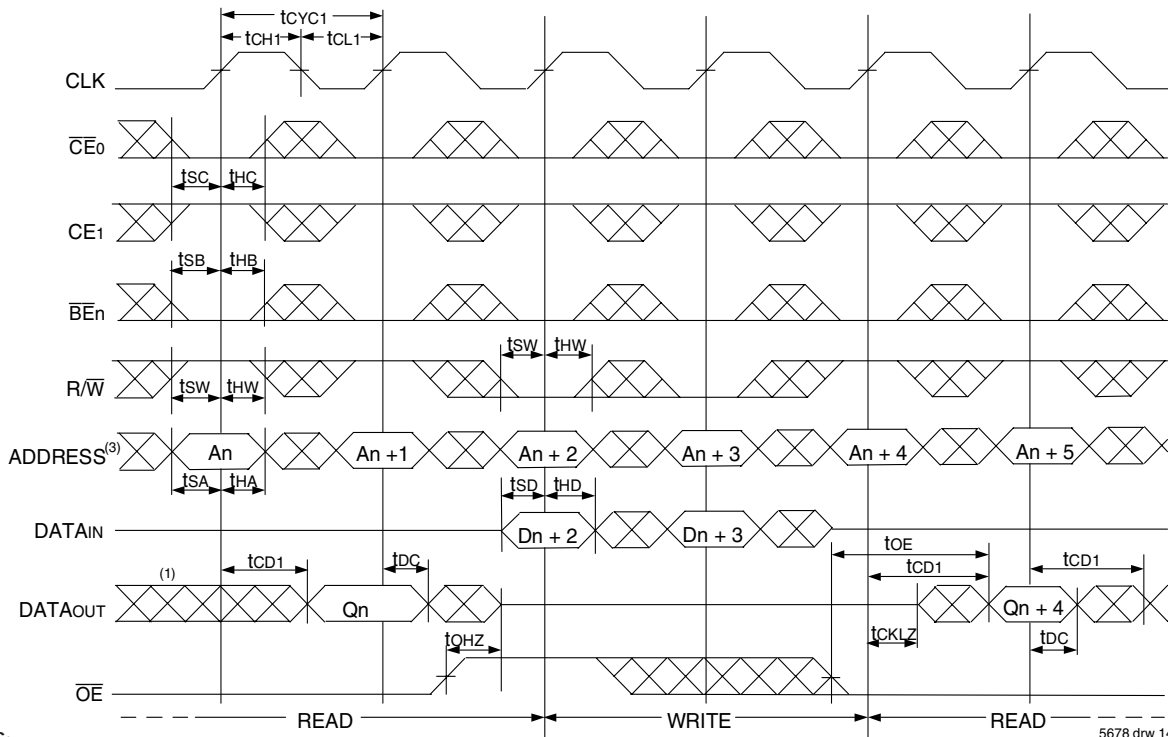 tCYC1
tCH1 tCL1
CLK
CE0
tSC tHC
CE1
tSB tHB
BEn
tSW tHW
R/W
tSW tHW
ADDRESS(3) An An +1 An + 2 An + 3 An + 4 An + 5
tSA tHA
tSD tHD
DATAIN Dn + 2 Dn + 3
tOE
tCD1 tDC tCD1 tCD1
(1)
DATAOUT Qn Qn + 4
tCKLZ tDC
tOHZ
OE
READ WRITE READ
5678 drw 14